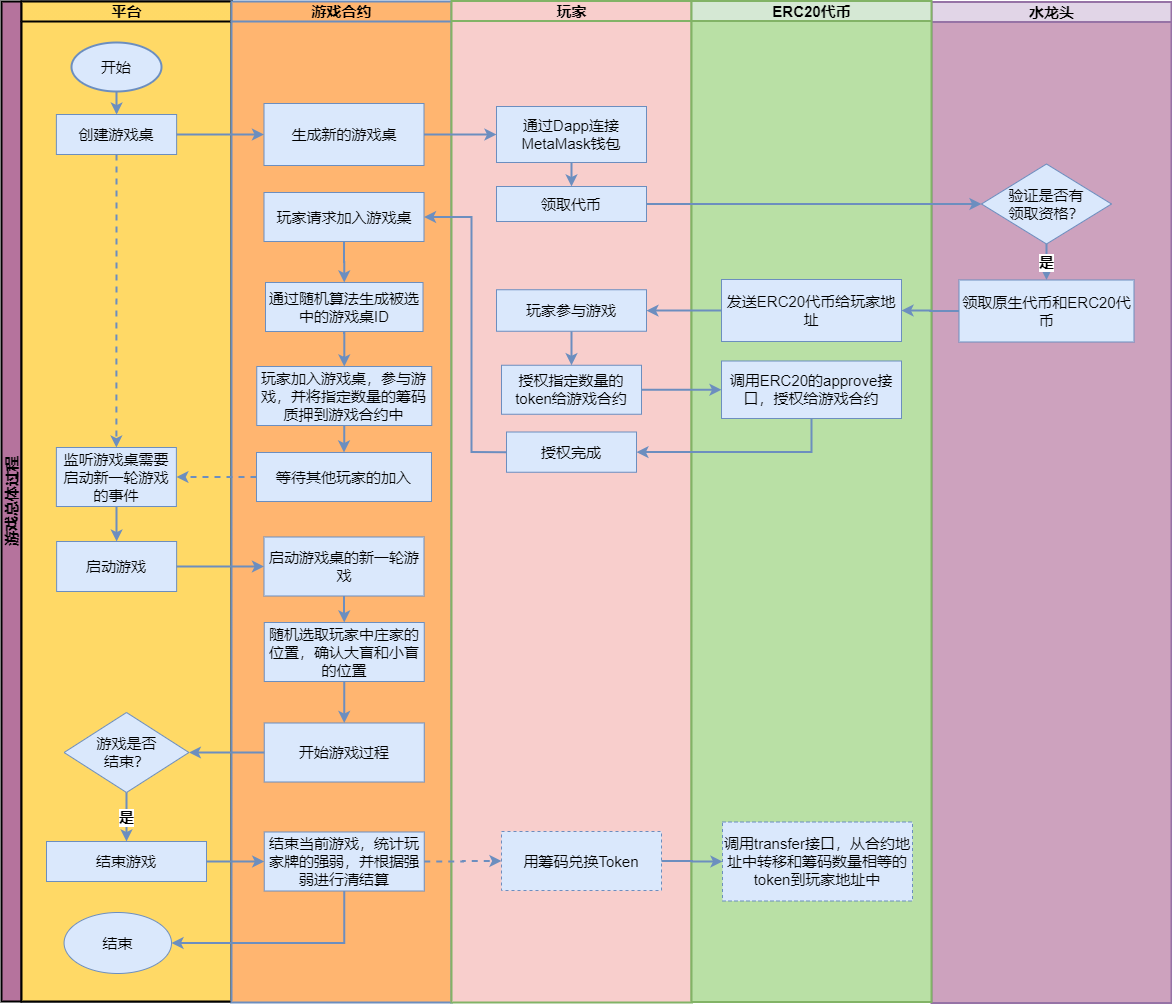 平台
游戏合约
玩家
ERC20代币
水龙头
游戏总体过程
开始
创建游戏桌
生成新的游戏桌
通过Dapp连接
MetaMask钱包
领取代币
验证是否有
领取资格?
是
领取原生代币和ERC20代
币
发送ERC20代币给玩家地
址
玩家参与游戏
授权指定数量的
token给游戏合约
调用ERC20的approve接
口，授权给游戏合约
授权完成
玩家请求加入游戏桌
通过随机算法生成被选
中的游戏桌ID
玩家加入游戏桌，参与游
戏，并将指定数量的筹码
质押到游戏合约中
等待其他玩家的加入
监听游戏桌需要
启动新一轮游戏
的事件
启动游戏
启动游戏桌的新一轮游
戏
随机选取玩家中庄家的
位置，确认大盲和小盲
的位置
开始游戏过程
游戏是否
结束?
是
结束游戏
结束当前游戏，统计玩
家牌的强弱，并根据强
弱进行清结算
用筹码兑换Token
调用transfer接口，从合约地
址中转移和筹码数量相等的
token到玩家地址中
结束